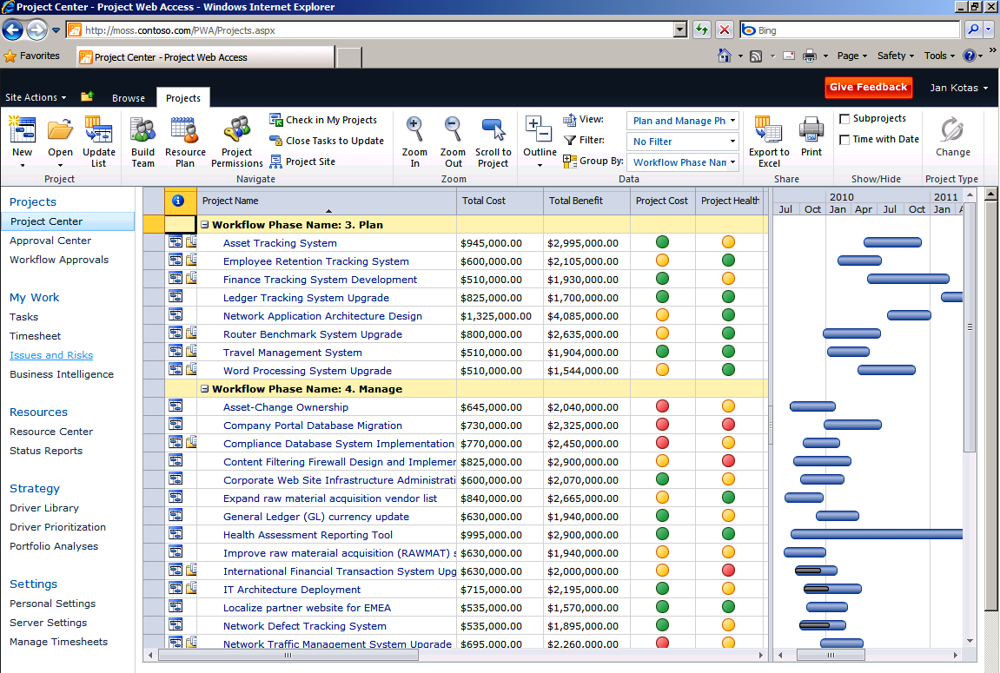 Project Center - Project Web Access - Windows Internet Explorer
http://moss.contoso.com/PWA/Projects.aspx
Bing
Favorites
Project Center - Project Web Access
Page
Safety
Tools
Site Actions
Browse
Projects
Give Feedback
Jan Kotas
New
Open
Update List
Project
Build Team
Resource Plan
Project Permissions
Check in My Projects
Close Tasks to Update
Project Site
Navigate
Zoom In
Zoom Out
Scroll to Project
Zoom
Outline
View: Plan and Manage Ph
Filter: No Filter
Group By: Workflow Phase Nam
Data
Export to Excel
Print
Share
Subprojects
Time with Date
Show/Hide
Change
Project Type
Projects
Project Center
Approval Center
Workflow Approvals
My Work
Tasks
Timesheet
Issues and Risks
Business Intelligence
Resources
Resource Center
Status Reports
Strategy
Driver Library
Driver Prioritization
Portfolio Analyses
Settings
Personal Settings
Server Settings
Manage Timesheets
Project Name Total Cost Total Benefit Project Cost Project Health
2010 2011
Jul Oct Jan Apr Jul Oct Jan A
Workflow Phase Name: 3. Plan
Asset Tracking System $945,000.00 $2,995,000.00
Employee Retention Tracking System $600,000.00 $2,105,000.00
Finance Tracking System Development $510,000.00 $1,930,000.00
Ledger Tracking System Upgrade $825,000.00 $1,700,000.00
Network Application Architecture Design $1,325,000.00 $4,085,000.00
Router Benchmark System Upgrade $800,000.00 $2,635,000.00
Travel Management System $510,000.00 $1,904,000.00
Word Processing System Upgrade $510,000.00 $1,544,000.00
Workflow Phase Name: 4. Manage
Asset-Change Ownership $645,000.00 $2,040,000.00
Company Portal Database Migration $730,000.00 $2,325,000.00
Compliance Database System Implementation $770,000.00 $2,450,000.00
Content Filtering Firewall Design and Implemer $825,000.00 $2,900,000.00
Corporate Web Site Infrastructure Administrati $600,000.00 $2,070,000.00
Expand raw material acquisition vendor list $840,000.00 $2,665,000.00
General Ledger (GL) currency update $630,000.00 $1,940,000.00
Health Assessment Reporting Tool $995,000.00 $2,900,000.00
Improve raw materaial acquisition (RAWMAT) s $630,000.00 $1,940,000.00
International Financial Transaction System Upg $630,000.00 $2,000,000.00
IT Architecture Deployment $715,000.00 $2,195,000.00
Localize partner website for EMEA $535,000.00 $1,570,000.00
Network Defect Tracking System $535,000.00 $1,895,000.00
Network Traffic Management System Upgrade $695,000.00 $2,260,000.00